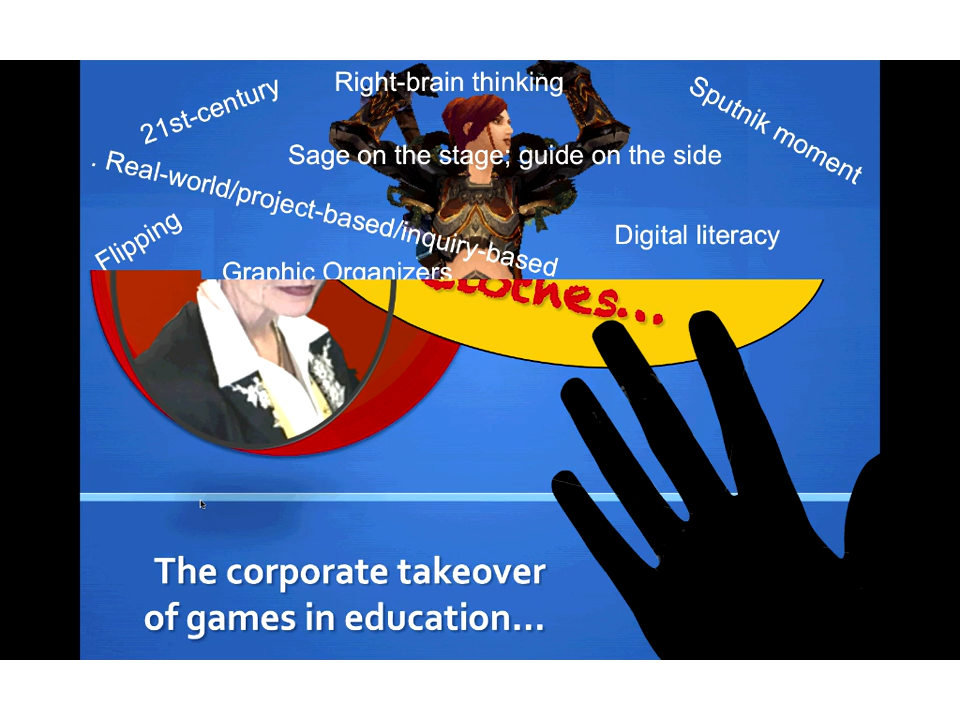 Right-brain thinking
21st-century
Sputnik moment
Sage on the stage; guide on the side
. Real-world/project-based/inquiry-based
Flipping
Digital literacy
Graphic Organizers
clothes...
The corporate takeover
of games in education...